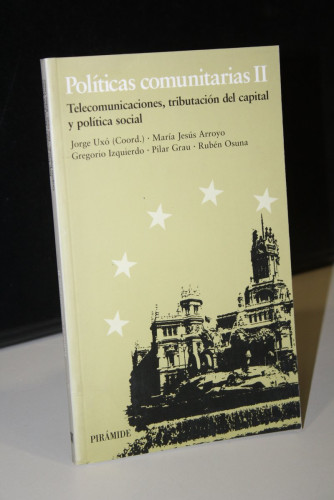 Políticas comunitarias II
Telecomunicaciones, tributación del capital
y política social
Jorge Uxó (Coord.) · María Jesús Arroyo
Gregorio Izquierdo · Pilar Grau · Rubén Osuna
PIRÁMIDE